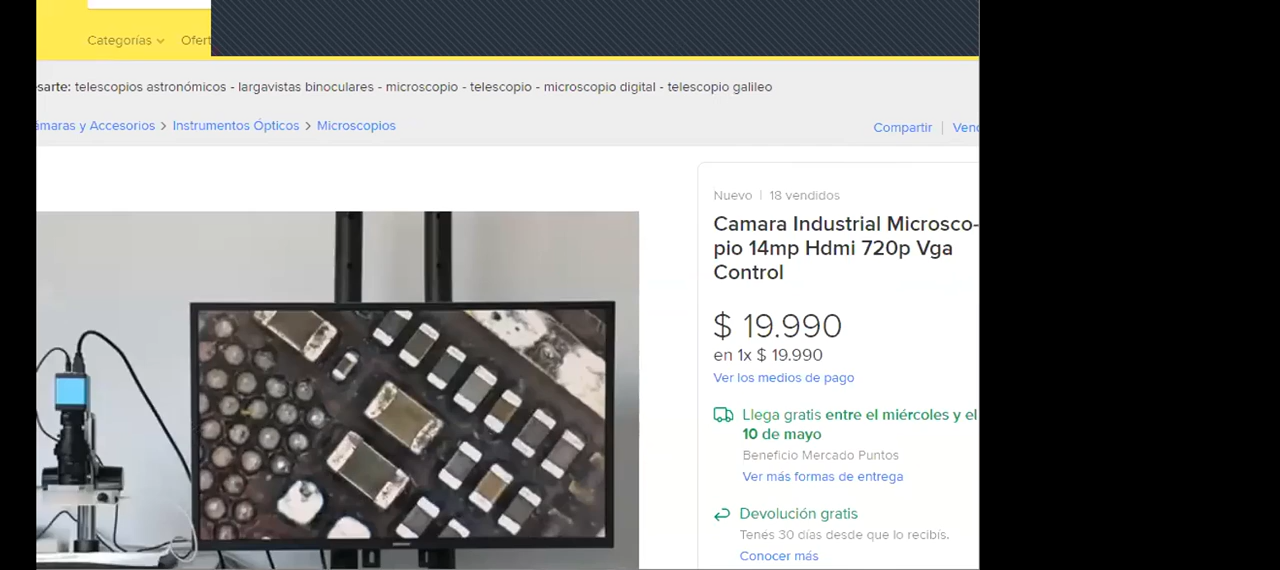 Categorías Ofert
sarte: telescopios astronómicos - largavistas binoculares - microscopio - telescopio - microscopio digital - telescopio galileo
ámaras y Accesorios > Instrumentos Ópticos > Microscopios
Compartir | Vend
Nuevo | 18 vendidos
Camara Industrial Microsco-
pio 14mp Hdmi 720p Vga
Control
$ 19.990
en 1x $ 19.990
Ver los medios de pago
Llega gratis entre el miércoles y el
10 de mayo
Beneficio Mercado Puntos
Ver más formas de entrega
Devolución gratis
Tenés 30 días desde que lo recibís.
Conocer más